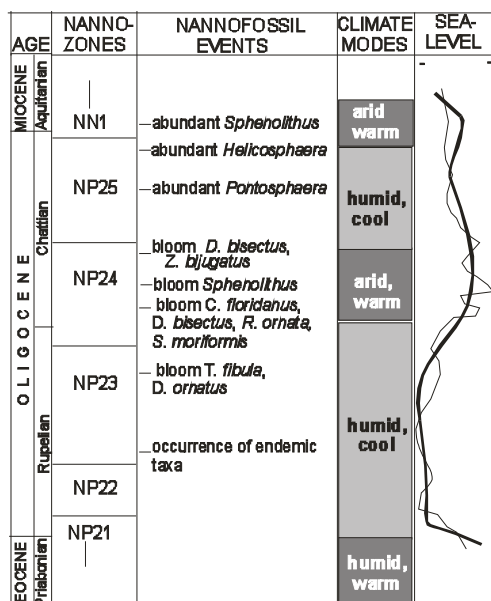 AGE
NANNO-
ZONES
NANNOFOSSIL
EVENTS
CLIMATE
MODES
SEA-
LEVEL
MIOCENE
Aquitanian
NN1
abundant Sphenolithus
arid
warm
abundant Helicosphaera
OLIGOCENE
Chattian
NP25
abundant Pontosphaera
humid,
cool
bloom D. bisectus,
Z. bijugatus
NP24
bloom Sphenolithus
arid,
warm
bloom C. floridanus,
D. bisectus, R. ornata,
S. moriformis
Rupelian
NP23
bloom T. fibula,
D. ornatus
humid,
cool
occurrence of endemic
taxa
NP22
NP21
EOCENE
Priabonian
humid,
warm